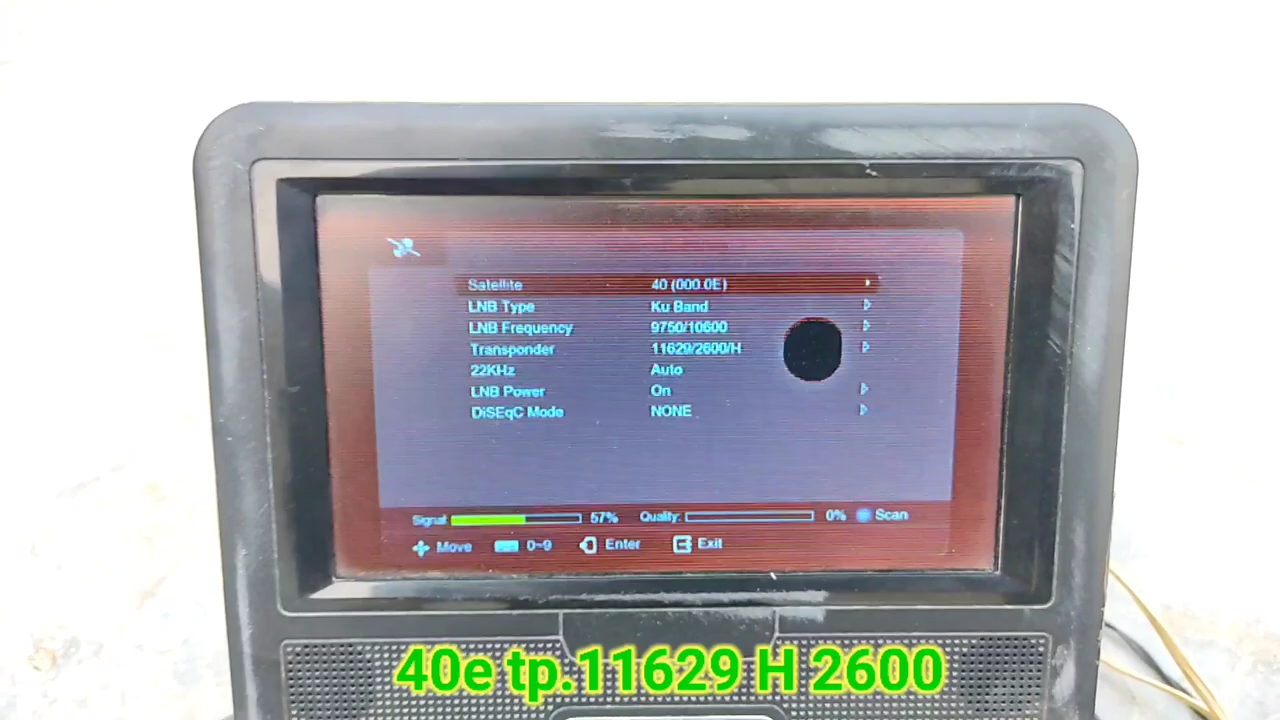 Satellite 40 (000.0E)
LNB Type Ku Band
LNB Frequency 9750/10600
Transponder 11629/2600/H
22KHz Auto
LNB Power On
DiSEqC Mode NONE
Signal 57% Quality: 0% Scan
Move 0~9 Enter Exit
40e tp.11629 H 2600